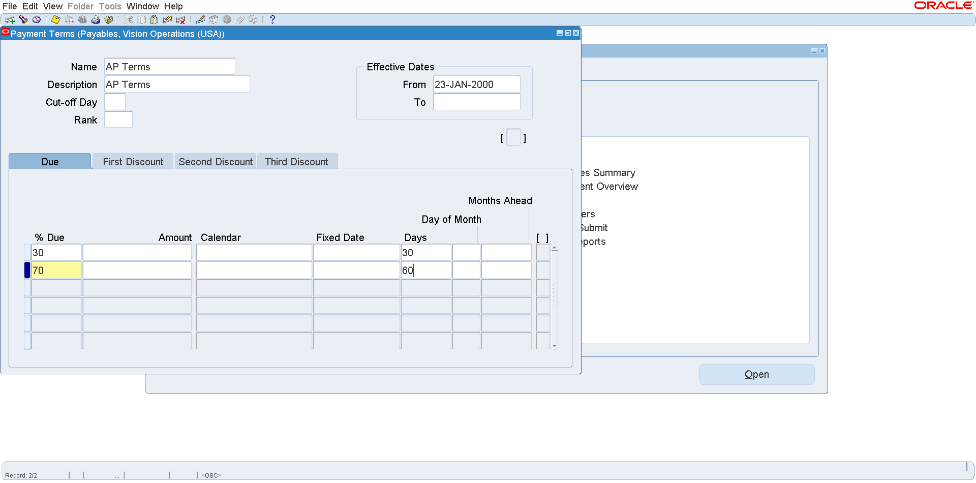 File Edit View Folder Tools Window Help
ORACLE
Payment Terms (Payables, Vision Operations (USA))
Name AP Terms
Description AP Terms
Cut-off Day
Rank
Effective Dates
From 23-JAN-2000
To
[ ]
Due First Discount Second Discount Third Discount
Months Ahead
Day of Month
% Due Amount Calendar Fixed Date Days [ ]
30 30
70 60
es Summary
ent Overview
ers
Submit
ports
Open
Record: 2/2 ... <OSC>